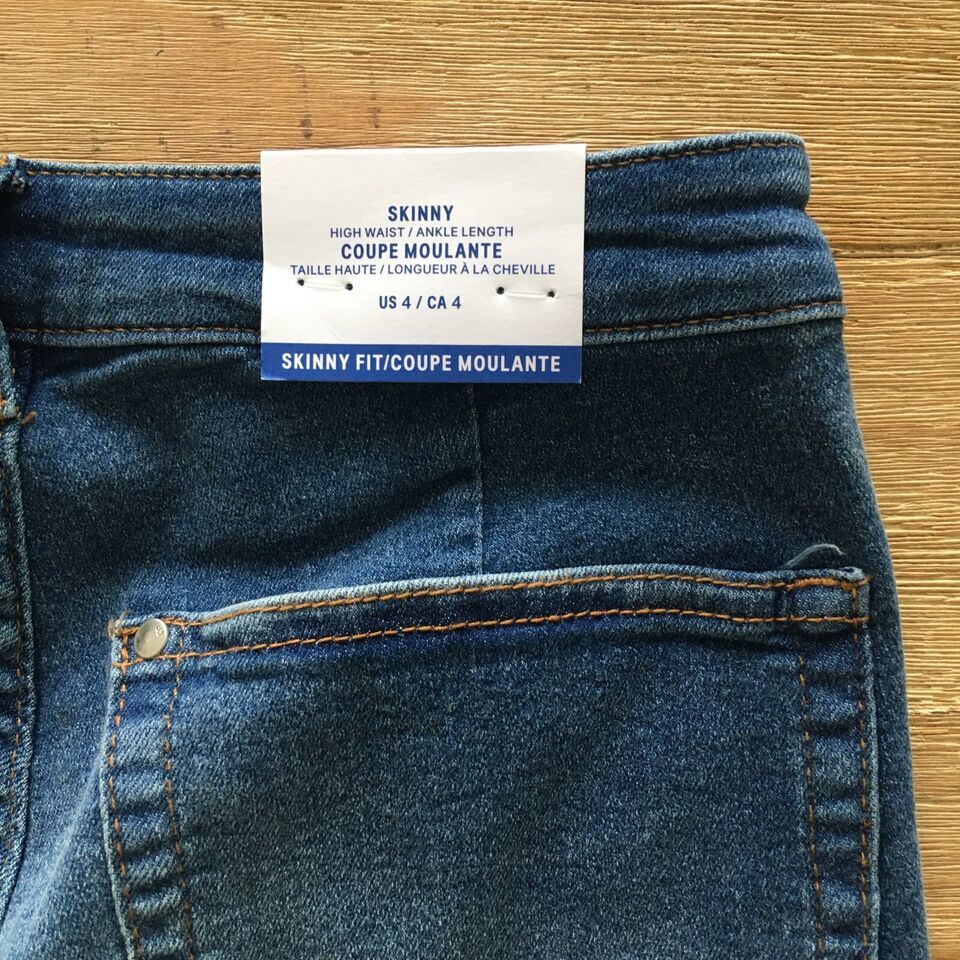 SKINNY
HIGH WAIST / ANKLE LENGTH
COUPE MOULANTE
TAILLE HAUTE / LONGUEUR À LA CHEVILLE
US 4 / CA 4
SKINNY FIT/COUPE MOULANTE